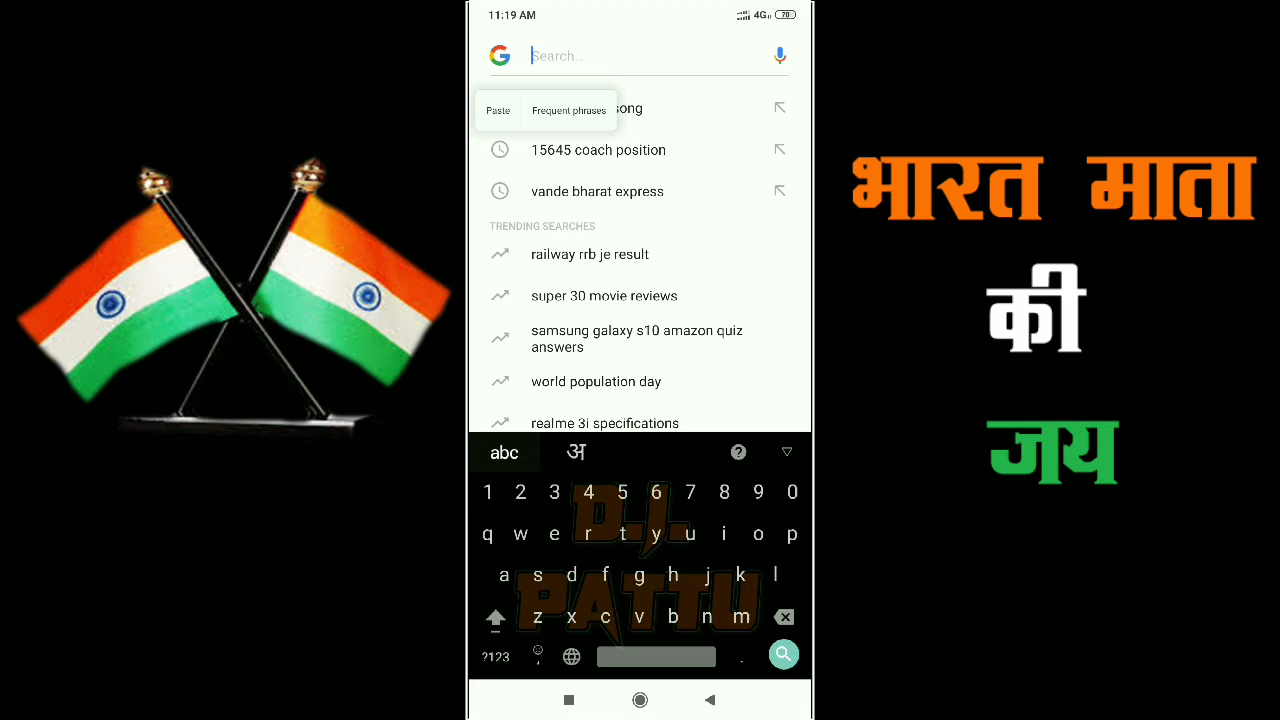 11:19 AM
4G
70
Search...
Paste
Frequent phrases
song
15645 coach position
vande bharat express
TRENDING SEARCHES
railway rrb je result
super 30 movie reviews
samsung galaxy s10 amazon quiz
answers
world population day
realme 3i specifications
abc अ ?
1 2 3 4 5 6 7 8 9 0
q w e r t y u i o p
a s d f g h j k l
z x c v b n m
?123 , .
D.J.
PATTU
भारत माता
की
जय